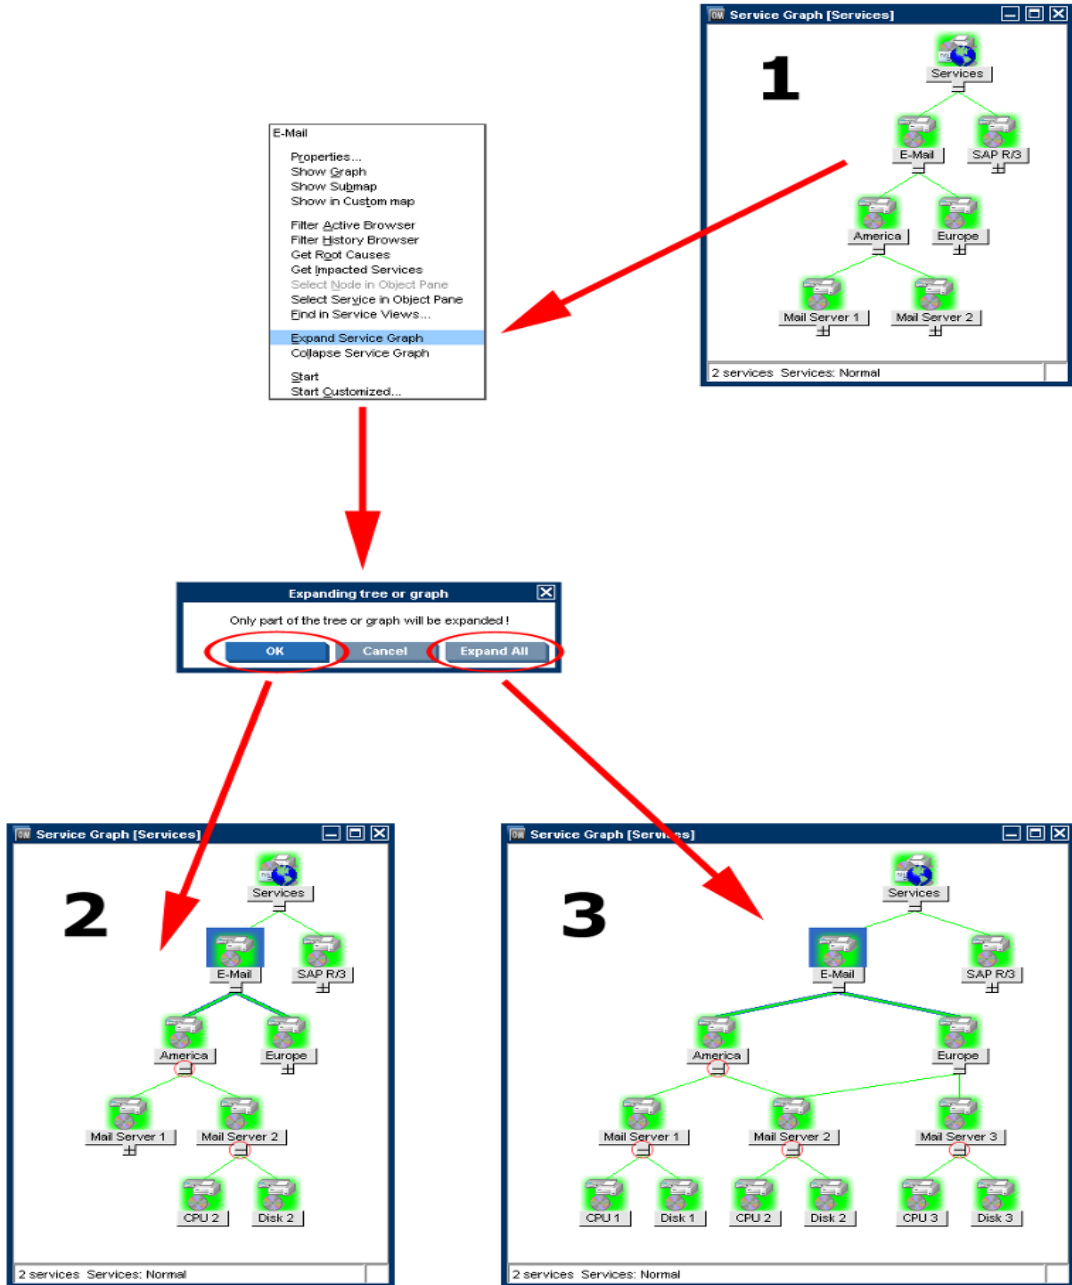 Service Graph [Services]
1
Services
E-Mail
SAP R/3
America
Europe
Mail Server 1
Mail Server 2
2 services Services: Normal
E-Mail
Properties...
Show Graph
Show Submap
Show in Custom map
Filter Active Browser
Filter History Browser
Get Root Causes
Get Impacted Services
Select Node in Object Pane
Select Service in Object Pane
Find in Service Views...
Expand Service Graph
Collapse Service Graph
Start
Start Customized...
Expanding tree or graph
Only part of the tree or graph will be expanded !
OK
Cancel
Expand All
Service Graph [Services]
2
Services
E-Mail
SAP R/3
America
Europe
Mail Server 1
Mail Server 2
CPU 2
Disk 2
2 services Services: Normal
Service Graph [Services]
3
Services
E-Mail
SAP R/3
America
Europe
Mail Server 1
Mail Server 2
Mail Server 3
CPU 1
Disk 1
CPU 2
Disk 2
CPU 3
Disk 3
2 services Services: Normal